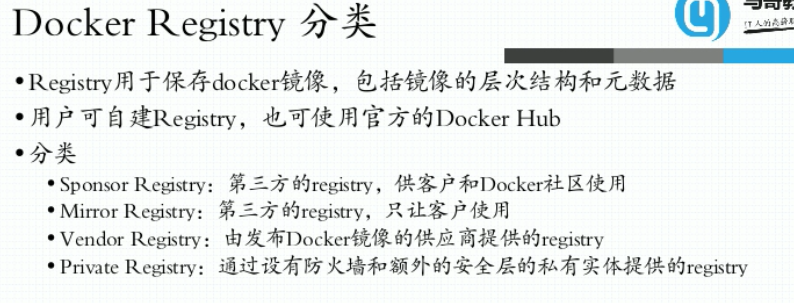 Docker Registry 分类
•Registry用于保存docker镜像，包括镜像的层次结构和元数据
•用户可自建Registry，也可使用官方的Docker Hub
•分类
•Sponsor Registry：第三方的registry，供客户和Docker社区使用
•Mirror Registry：第三方的registry，只让客户使用
•Vendor Registry：由发布Docker镜像的供应商提供的registry
•Private Registry：通过设有防火墙和额外的安全层的私有实体提供的registry